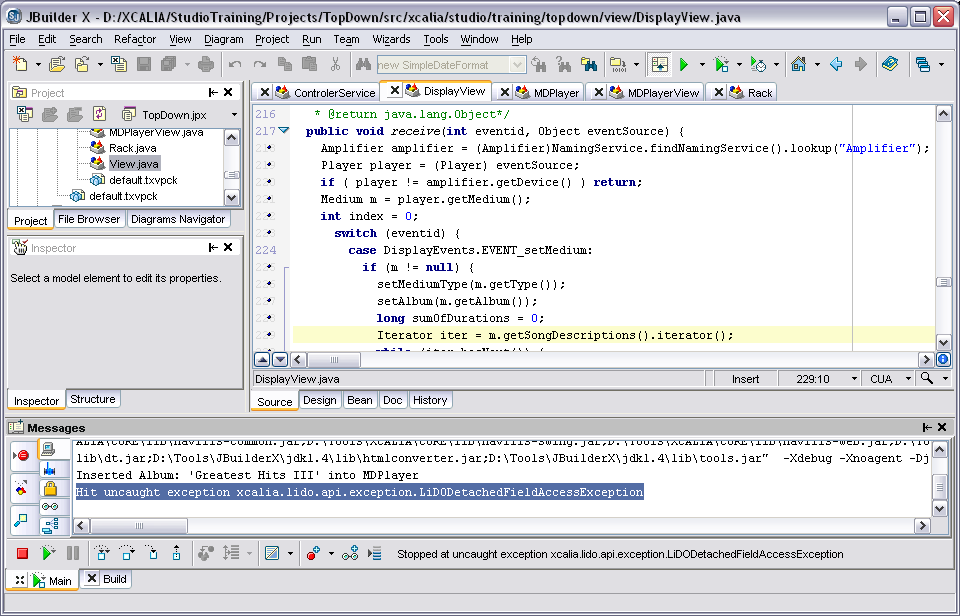 JBuilder X - D:/XCALIA/StudioTraining/Projects/TopDown/src/xcalia/studio/training/topdown/view/DisplayView.java
File Edit Search Refactor View Diagram Project Run Team Wizards Tools Window Help
new SimpleDateFormat
Project
ControlerService DisplayView MDPlayer MDPlayerView Rack
TopDown.jpx
MDPlayerView.java
Rack.java
View.java
default.txvpck
default.txvpck
Project File Browser Diagrams Navigator
Inspector
Select a model element to edit its properties.
Inspector Structure
216 * @return java.lang.Object*/
217 public void receive(int eventid, Object eventSource) {
Amplifier amplifier = (Amplifier)NamingService.findNamingService().lookup("Amplifier");
Player player = (Player) eventSource;
if ( player != amplifier.getDevice() ) return;
Medium m = player.getMedium();
int index = 0;
switch (eventid) {
224 case DisplayEvents.EVENT_setMedium:
if (m != null) {
setMediumType(m.getType());
setAlbum(m.getAlbum());
long sumOfDurations = 0;
Iterator iter = m.getSongDescriptions().iterator();
while (iter.hasNext()) {
DisplayView.java Insert 229:10 CUA
Source Design Bean Doc History
Messages
lib\dt.jar;D:\Tools\JBuilderX\jdk1.4\lib\htmlconverter.jar;D:\Tools\JBuilderX\jdk1.4\lib\tools.jar" -Xdebug -Xnoagent -Dj
Inserted Album: 'Greatest Hits III' into MDPlayer
Hit uncaught exception xcalia.lido.api.exception.LiDODetachedFieldAccessException
Stopped at uncaught exception xcalia.lido.api.exception.LiDODetachedFieldAccessException
Main Build